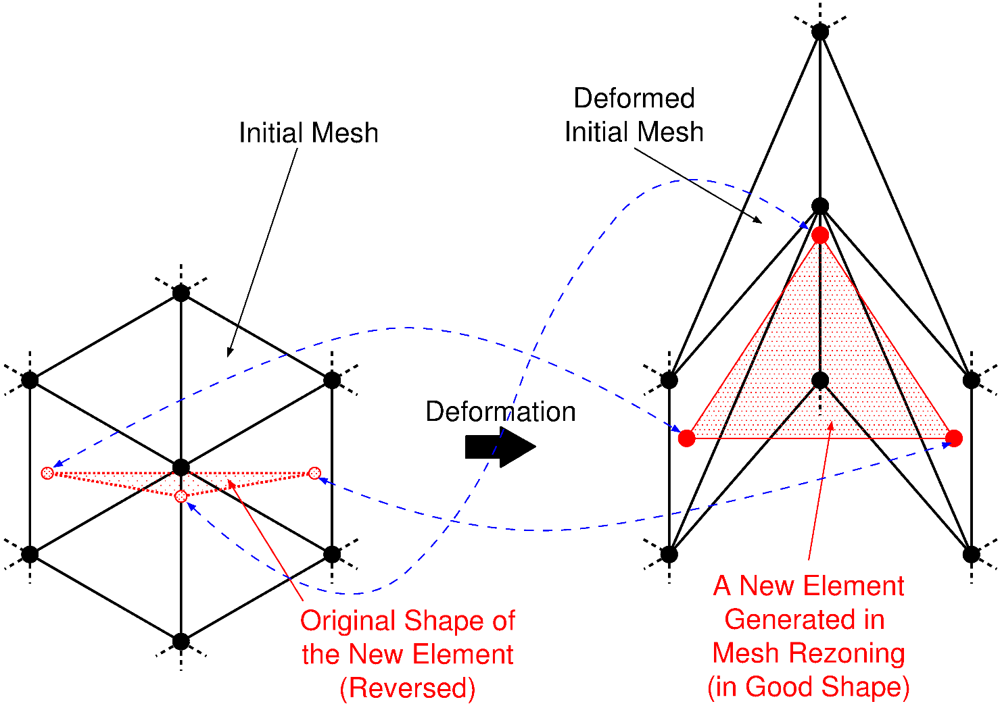 Deformed
Initial Mesh
Initial Mesh
Deformation
A New Element
Generated in
Mesh Rezoning
(in Good Shape)
Original Shape of
the New Element
(Reversed)